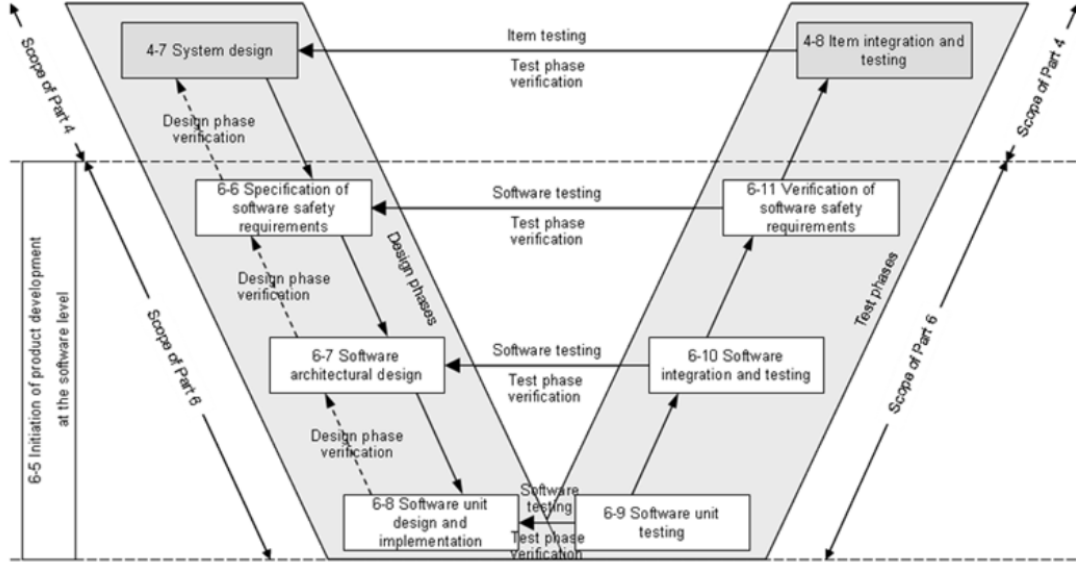 Scope of Part 4
4-7 System design
Item testing
Test phase
verification
4-8 Item integration and
testing
Scope of Part 4
Design phase
verification
6-6 Specification of
software safety
requirements
Software testing
Test phase
verification
6-11 Verification of
software safety
requirements
Design phases
Test phases
Design phase
verification
6-5 Initiation of product development
at the software level
Scope of Part 6
6-7 Software
architectural design
Software testing
Test phase
verification
6-10 Software
integration and testing
Scope of Part 6
Design phase
verification
6-8 Software unit
design and
implementation
Software
testing
Test phase
verification
6-9 Software unit
testing